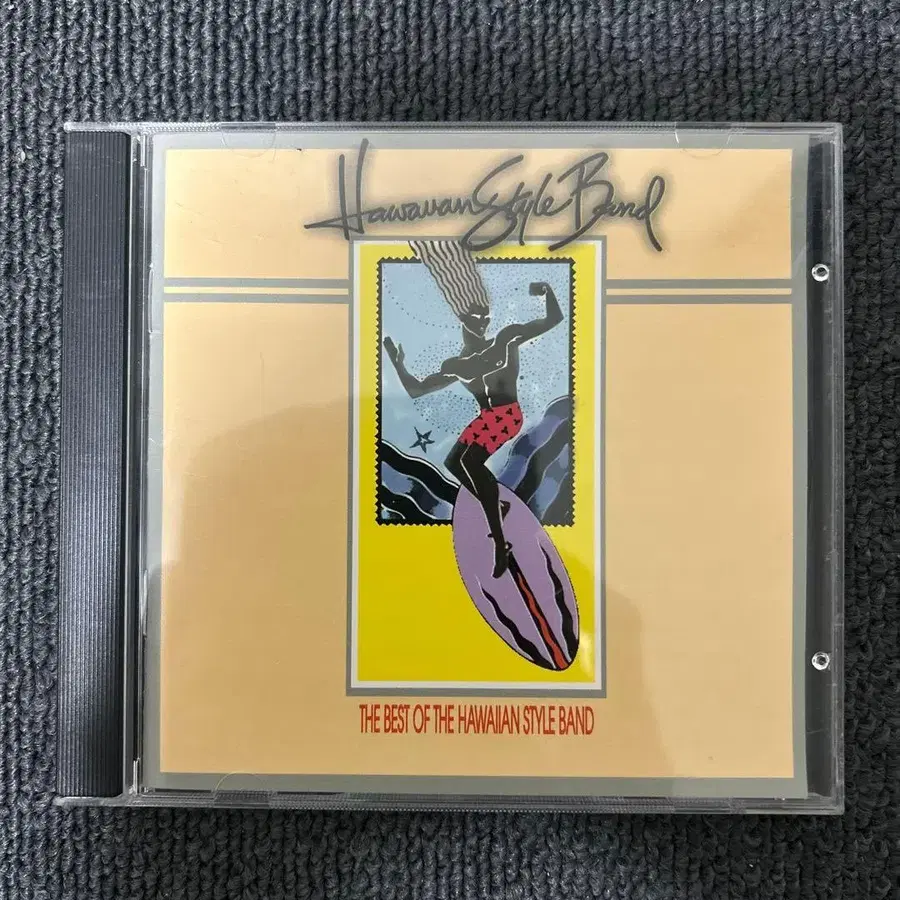 Hawaiian Style Band
THE BEST OF THE HAWAIIAN STYLE BAND